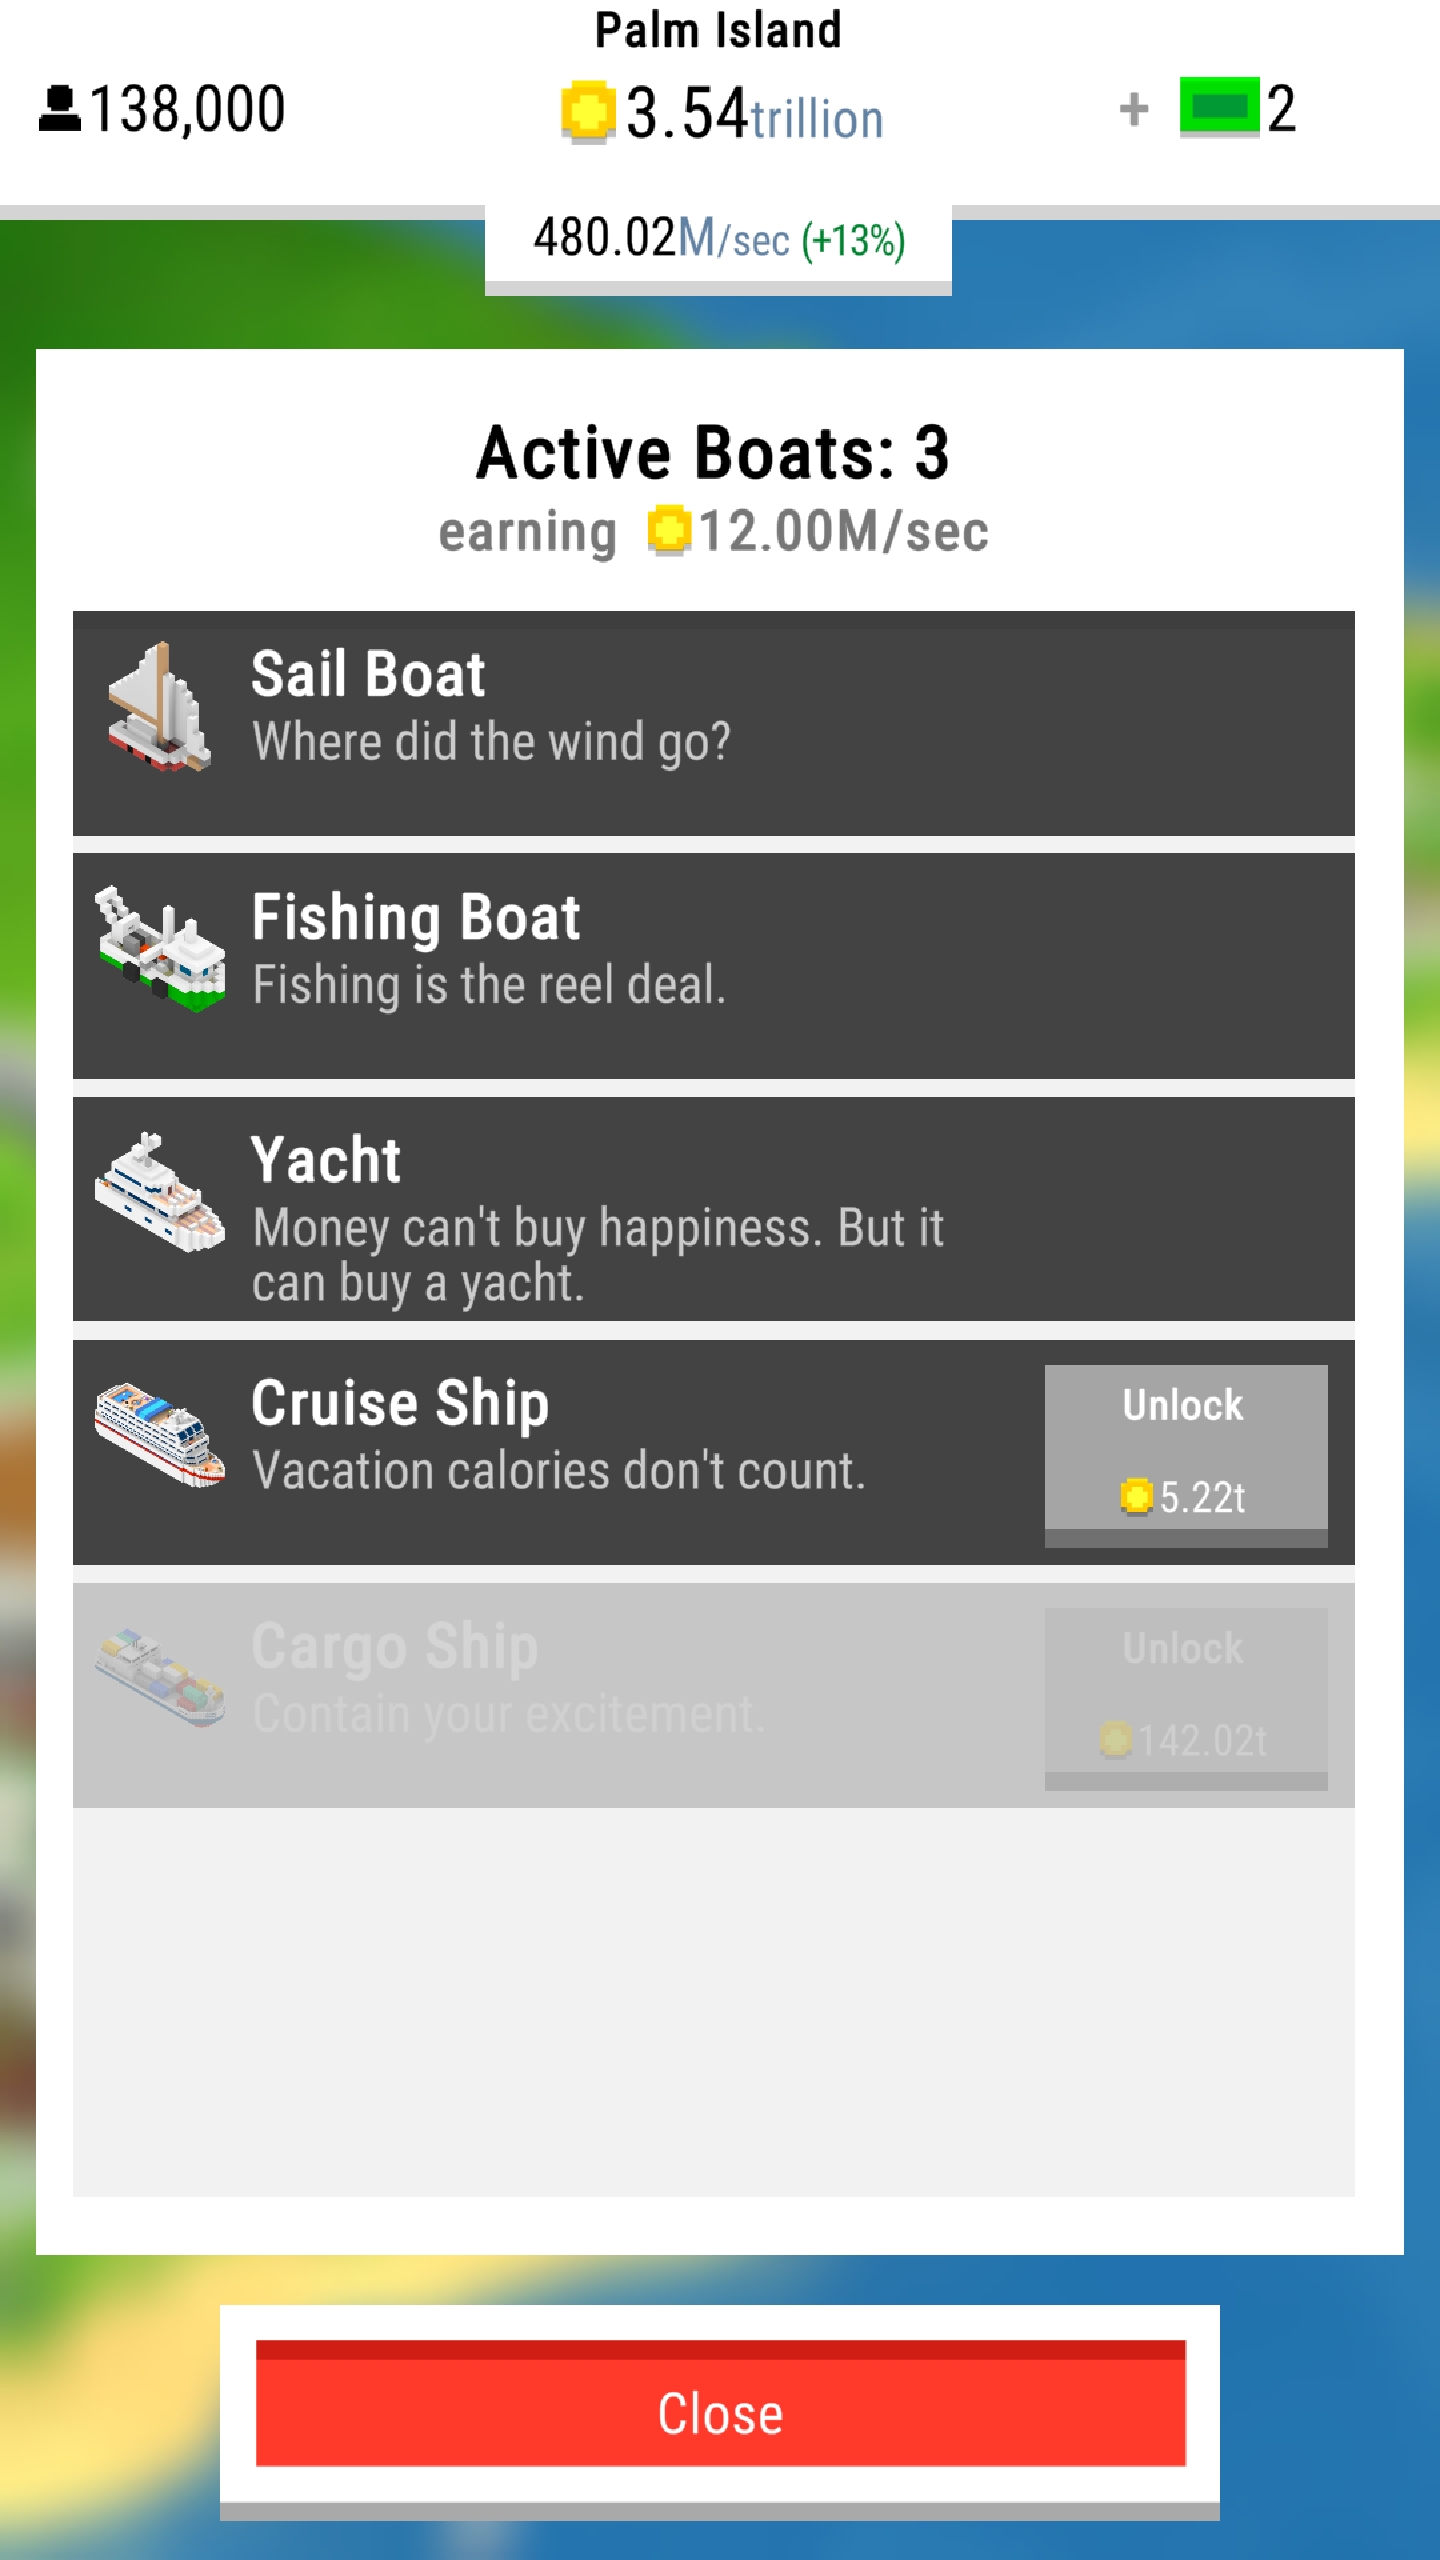 Palm Island
138,000
3.54trillion
+ 2
480.02M/sec (+13%)
Active Boats: 3
earning 12.00M/sec
Sail Boat
Where did the wind go?
Fishing Boat
Fishing is the reel deal.
Yacht
Money can't buy happiness. But it
can buy a yacht.
Cruise Ship
Vacation calories don't count.
Unlock
5.22t
Cargo Ship
Contain your excitement.
Unlock
142.02t
Close